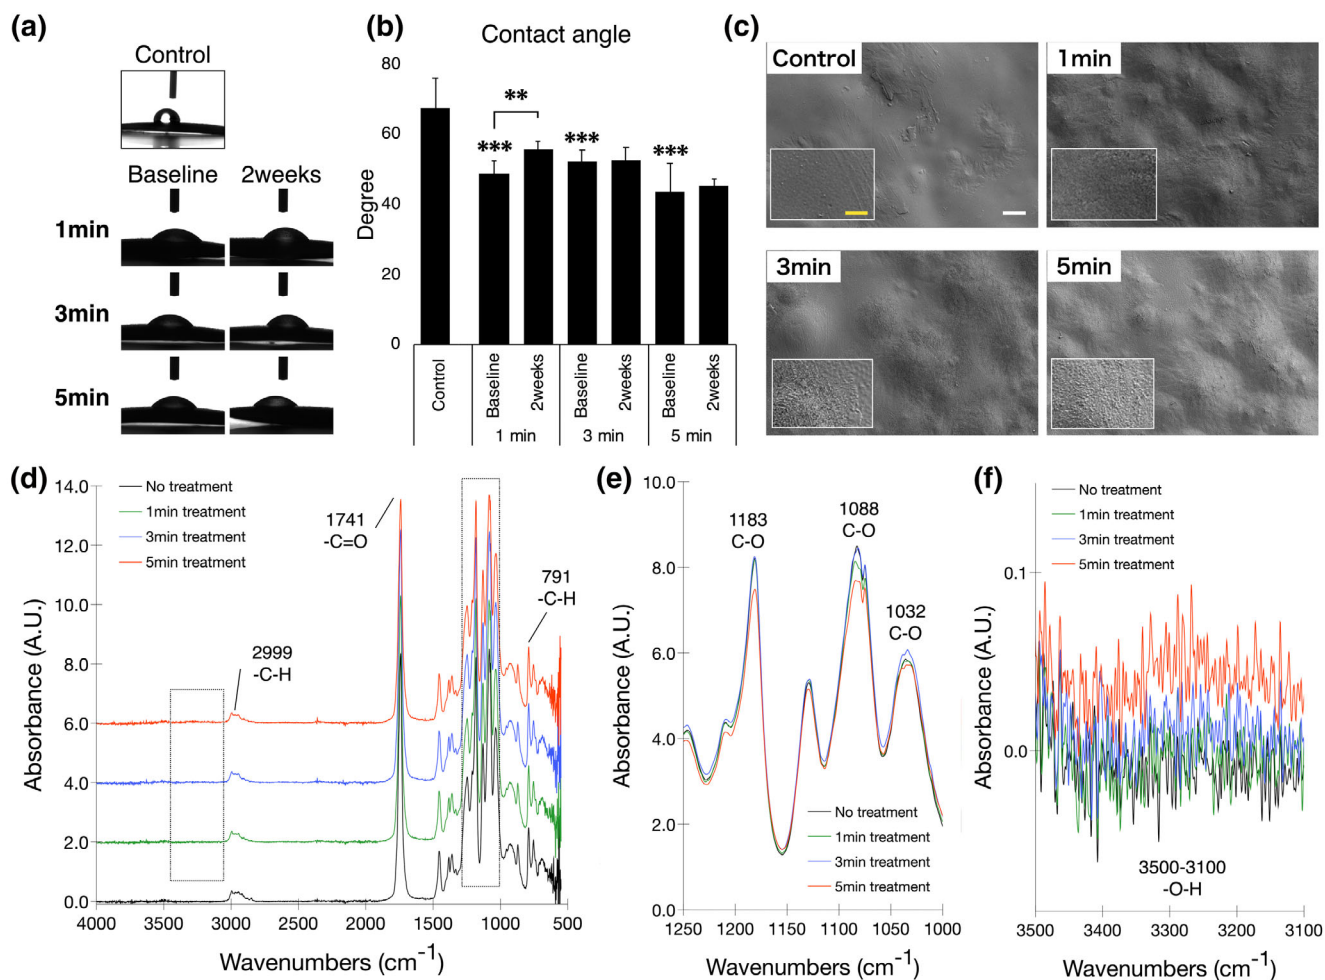 (a)
Control
Baseline 2weeks
1min
3min
5min
(b)
Contact angle
80
60
40
20
0
Degree
**
***
***
***
Control
Baseline
2weeks
Baseline
2weeks
Baseline
2weeks
1 min
3 min
5 min
(c)
Control
1min
3min
5min
(d)
14.0
12.0
10.0
8.0
6.0
4.0
2.0
0.0
Absorbance (A.U.)
No treatment
1min treatment
3min treatment
5min treatment
1741
-C=O
791
-C-H
2999
-C-H
4000 3000 2000 1500 1000 500
Wavenumbers (cm⁻¹)
(e)
10.0
8.0
6.0
4.0
2.0
0.0
Absorbance (A.U.)
1183
C-O
1088
C-O
1032
C-O
No treatment
1min treatment
3min treatment
5min treatment
1250 1200 1150 1100 1050 1000
Wavenumbers (cm⁻¹)
(f)
No treatment
1min treatment
3min treatment
5min treatment
0.1
0.0
Absorbance (A.U.)
3500-3100
-O-H
3500 3400 3300 3200 3100
Wavenumbers (cm⁻¹)